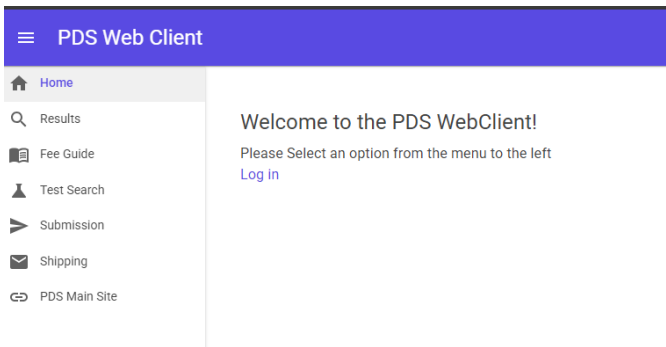 PDS Web Client
Home
Results
Fee Guide
Test Search
Submission
Shipping
PDS Main Site
Welcome to the PDS WebClient!
Please Select an option from the menu to the left
Log in